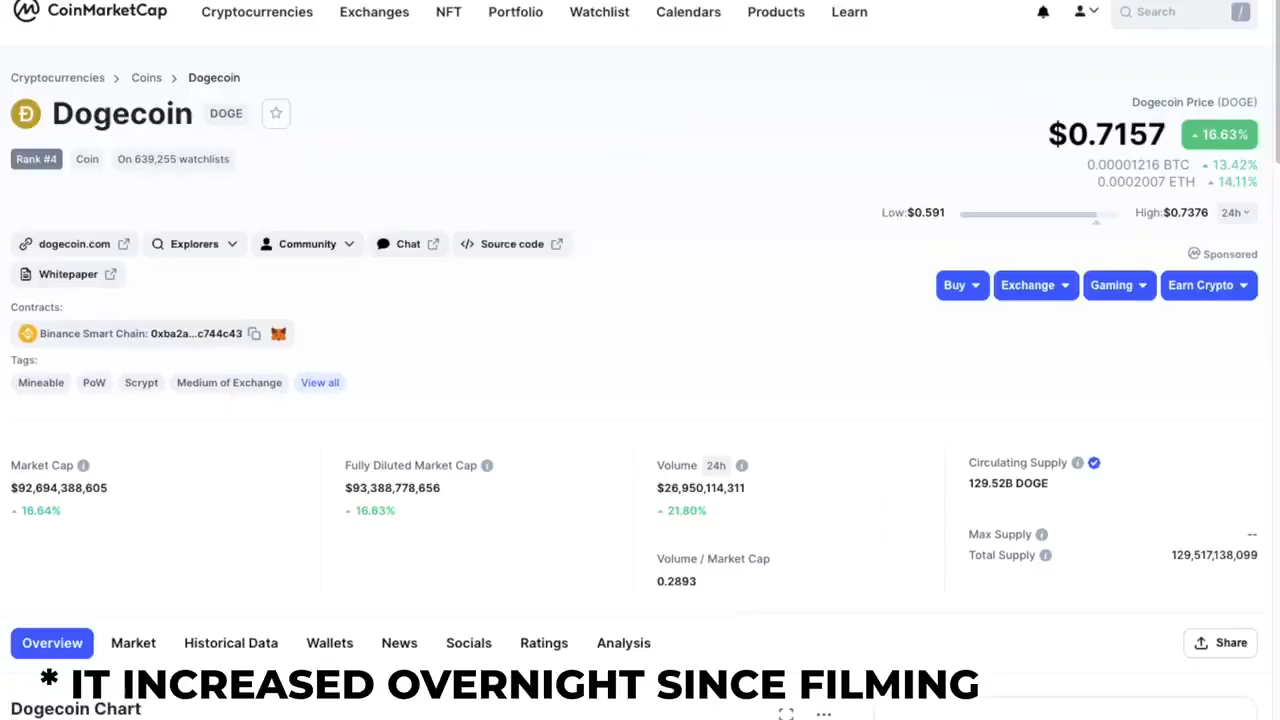 CoinMarketCap Cryptocurrencies Exchanges NFT Portfolio Watchlist Calendars Products Learn Search /
Cryptocurrencies > Coins > Dogecoin
Dogecoin DOGE
Rank #4 Coin On 639,255 watchlists
Dogecoin Price (DOGE)
$0.7157 16.63%
0.00001216 BTC 13.42%
0.0002007 ETH 14.11%
Low:$0.591 High:$0.7376 24h
dogecoin.com Explorers Community Chat Source code
Whitepaper
Sponsored
Buy Exchange Gaming Earn Crypto
Contracts:
Binance Smart Chain: 0xba2a...c744c43
Tags:
Mineable PoW Scrypt Medium of Exchange View all
Market Cap
$92,694,388,605
16.64%
Fully Diluted Market Cap
$93,388,778,656
16.63%
Volume 24h
$26,950,114,311
21.80%
Volume / Market Cap
0.2893
Circulating Supply
129.52B DOGE
Max Supply --
Total Supply 129,517,138,099
Overview Market Historical Data Wallets News Socials Ratings Analysis Share
* IT INCREASED OVERNIGHT SINCE FILMING
Dogecoin Chart